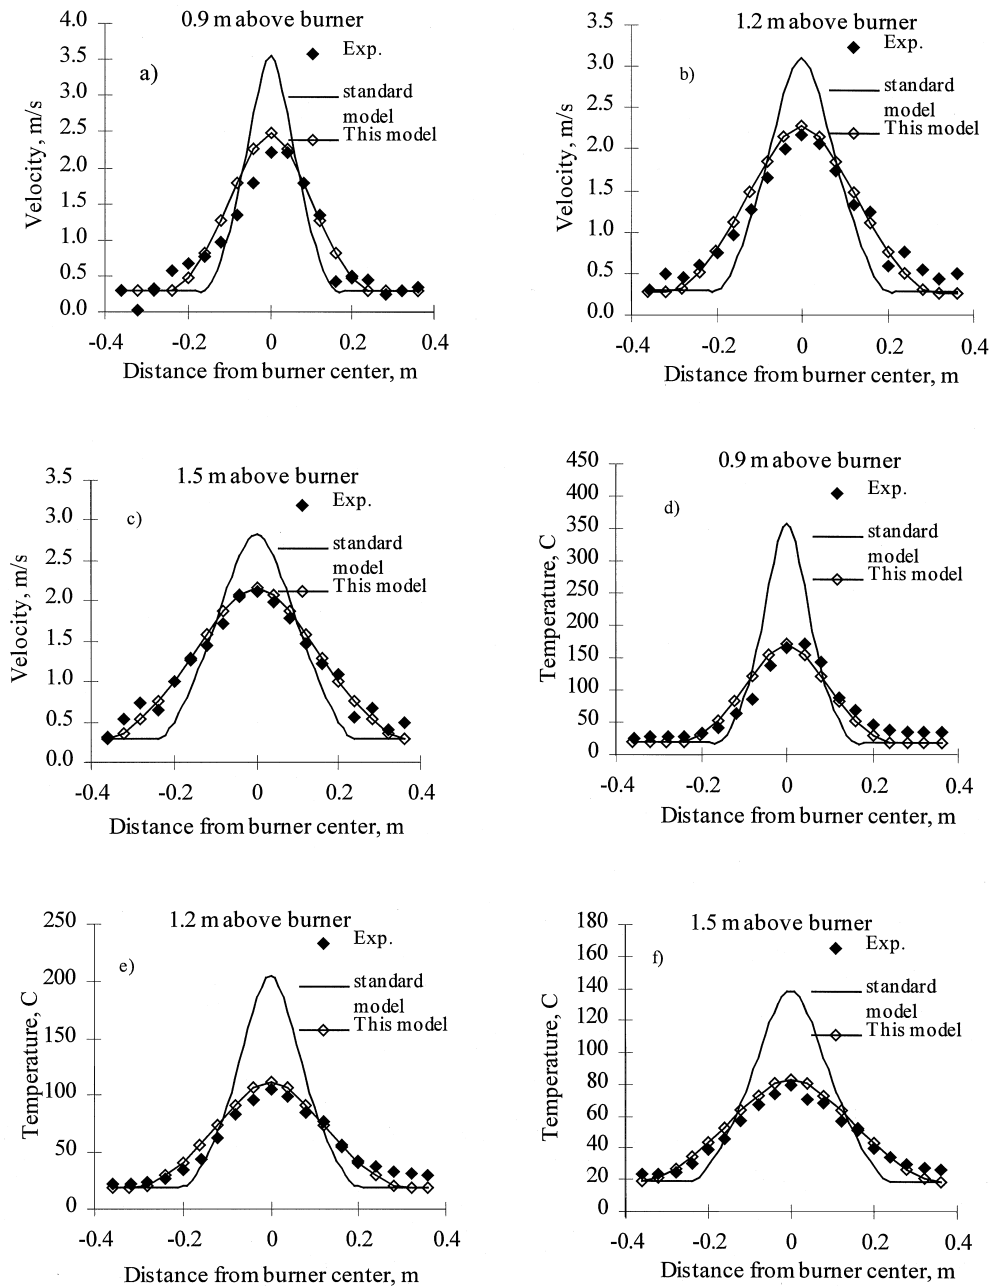 0.9 m above burner
4.0
3.5
3.0
2.5
2.0
1.5
1.0
0.5
0.0
Velocity, m/s
a)
Exp.
standard
model
This model
-0.4
-0.2
0
0.2
0.4
Distance from burner center, m
1.2 m above burner
3.5
3.0
2.5
2.0
1.5
1.0
0.5
0.0
Velocity, m/s
b)
Exp.
standard
model
This model
-0.4
-0.2
0
0.2
0.4
Distance from burner center, m
1.5 m above burner
3.5
3.0
2.5
2.0
1.5
1.0
0.5
0.0
Velocity, m/s
c)
Exp.
standard
model
This model
-0.4
-0.2
0
0.2
0.4
Distance from burner center, m
0.9 m above burner
450
400
350
300
250
200
150
100
50
0
Temperature, C
d)
Exp.
standard
model
This model
-0.4
-0.2
0
0.2
0.4
Distance from burner center, m
1.2 m above burner
250
200
150
100
50
0
Temperature, C
e)
Exp.
standard
model
This model
-0.4
-0.2
0
0.2
0.4
Distance from burner center, m
1.5 m above burner
180
160
140
120
100
80
60
40
20
0
Temperature, C
f)
Exp.
standard
model
This model
-0.4
-0.2
0
0.2
0.4
Distance from burner center, m